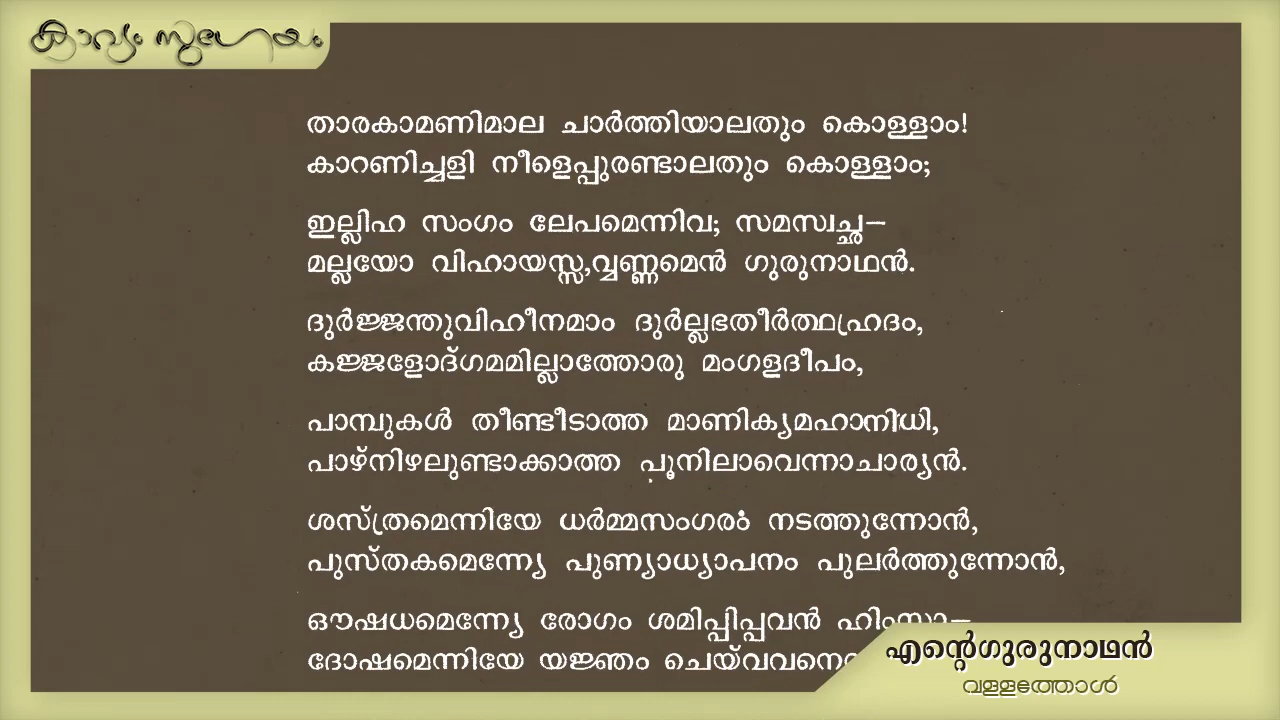 കാവ്യം സുഗേയം
താരകാമണിമാല ചാർത്തിയാലതും കൊള്ളാം!
കാറണിച്ചളി നീളെപ്പുരണ്ടാലതും കൊള്ളാം;
ഇല്ലിഹ സംഗം ലേപമെന്നിവ; സമസ്വച്ഛ—
മല്ലയോ വിഹായസ്സ,വ്വണ്ണമെൻ ഗുരുനാഥൻ.
ദുർജ്ജന്തുവിഹീനമാം ദുർല്ലഭതീർത്ഥഹ്രദം,
കജ്ജളോദ്ഗമമില്ലാത്തോരു മംഗളദീപം,
പാമ്പുകൾ തീണ്ടീടാത്ത മാണിക്യമഹാനിധി,
പാഴ്നിഴലുണ്ടാക്കാത്ത പൂനിലാവെന്നാചാര്യൻ.
ശസ്ത്രമെന്നിയേ ധർമ്മസംഗരം നടത്തുന്നോൻ,
പുസ്തകമെന്ന്യേ പുണ്യാധ്യാപനം പുലർത്തുന്നോൻ,
ഔഷധമെന്ന്യേ രോഗം ശമിപ്പിപ്പവൻ ഹിംസാ—
ദോഷമെന്നിയേ യജ്ഞം
എന്റെഗുരുനാഥൻ
വള്ളത്തോൾ